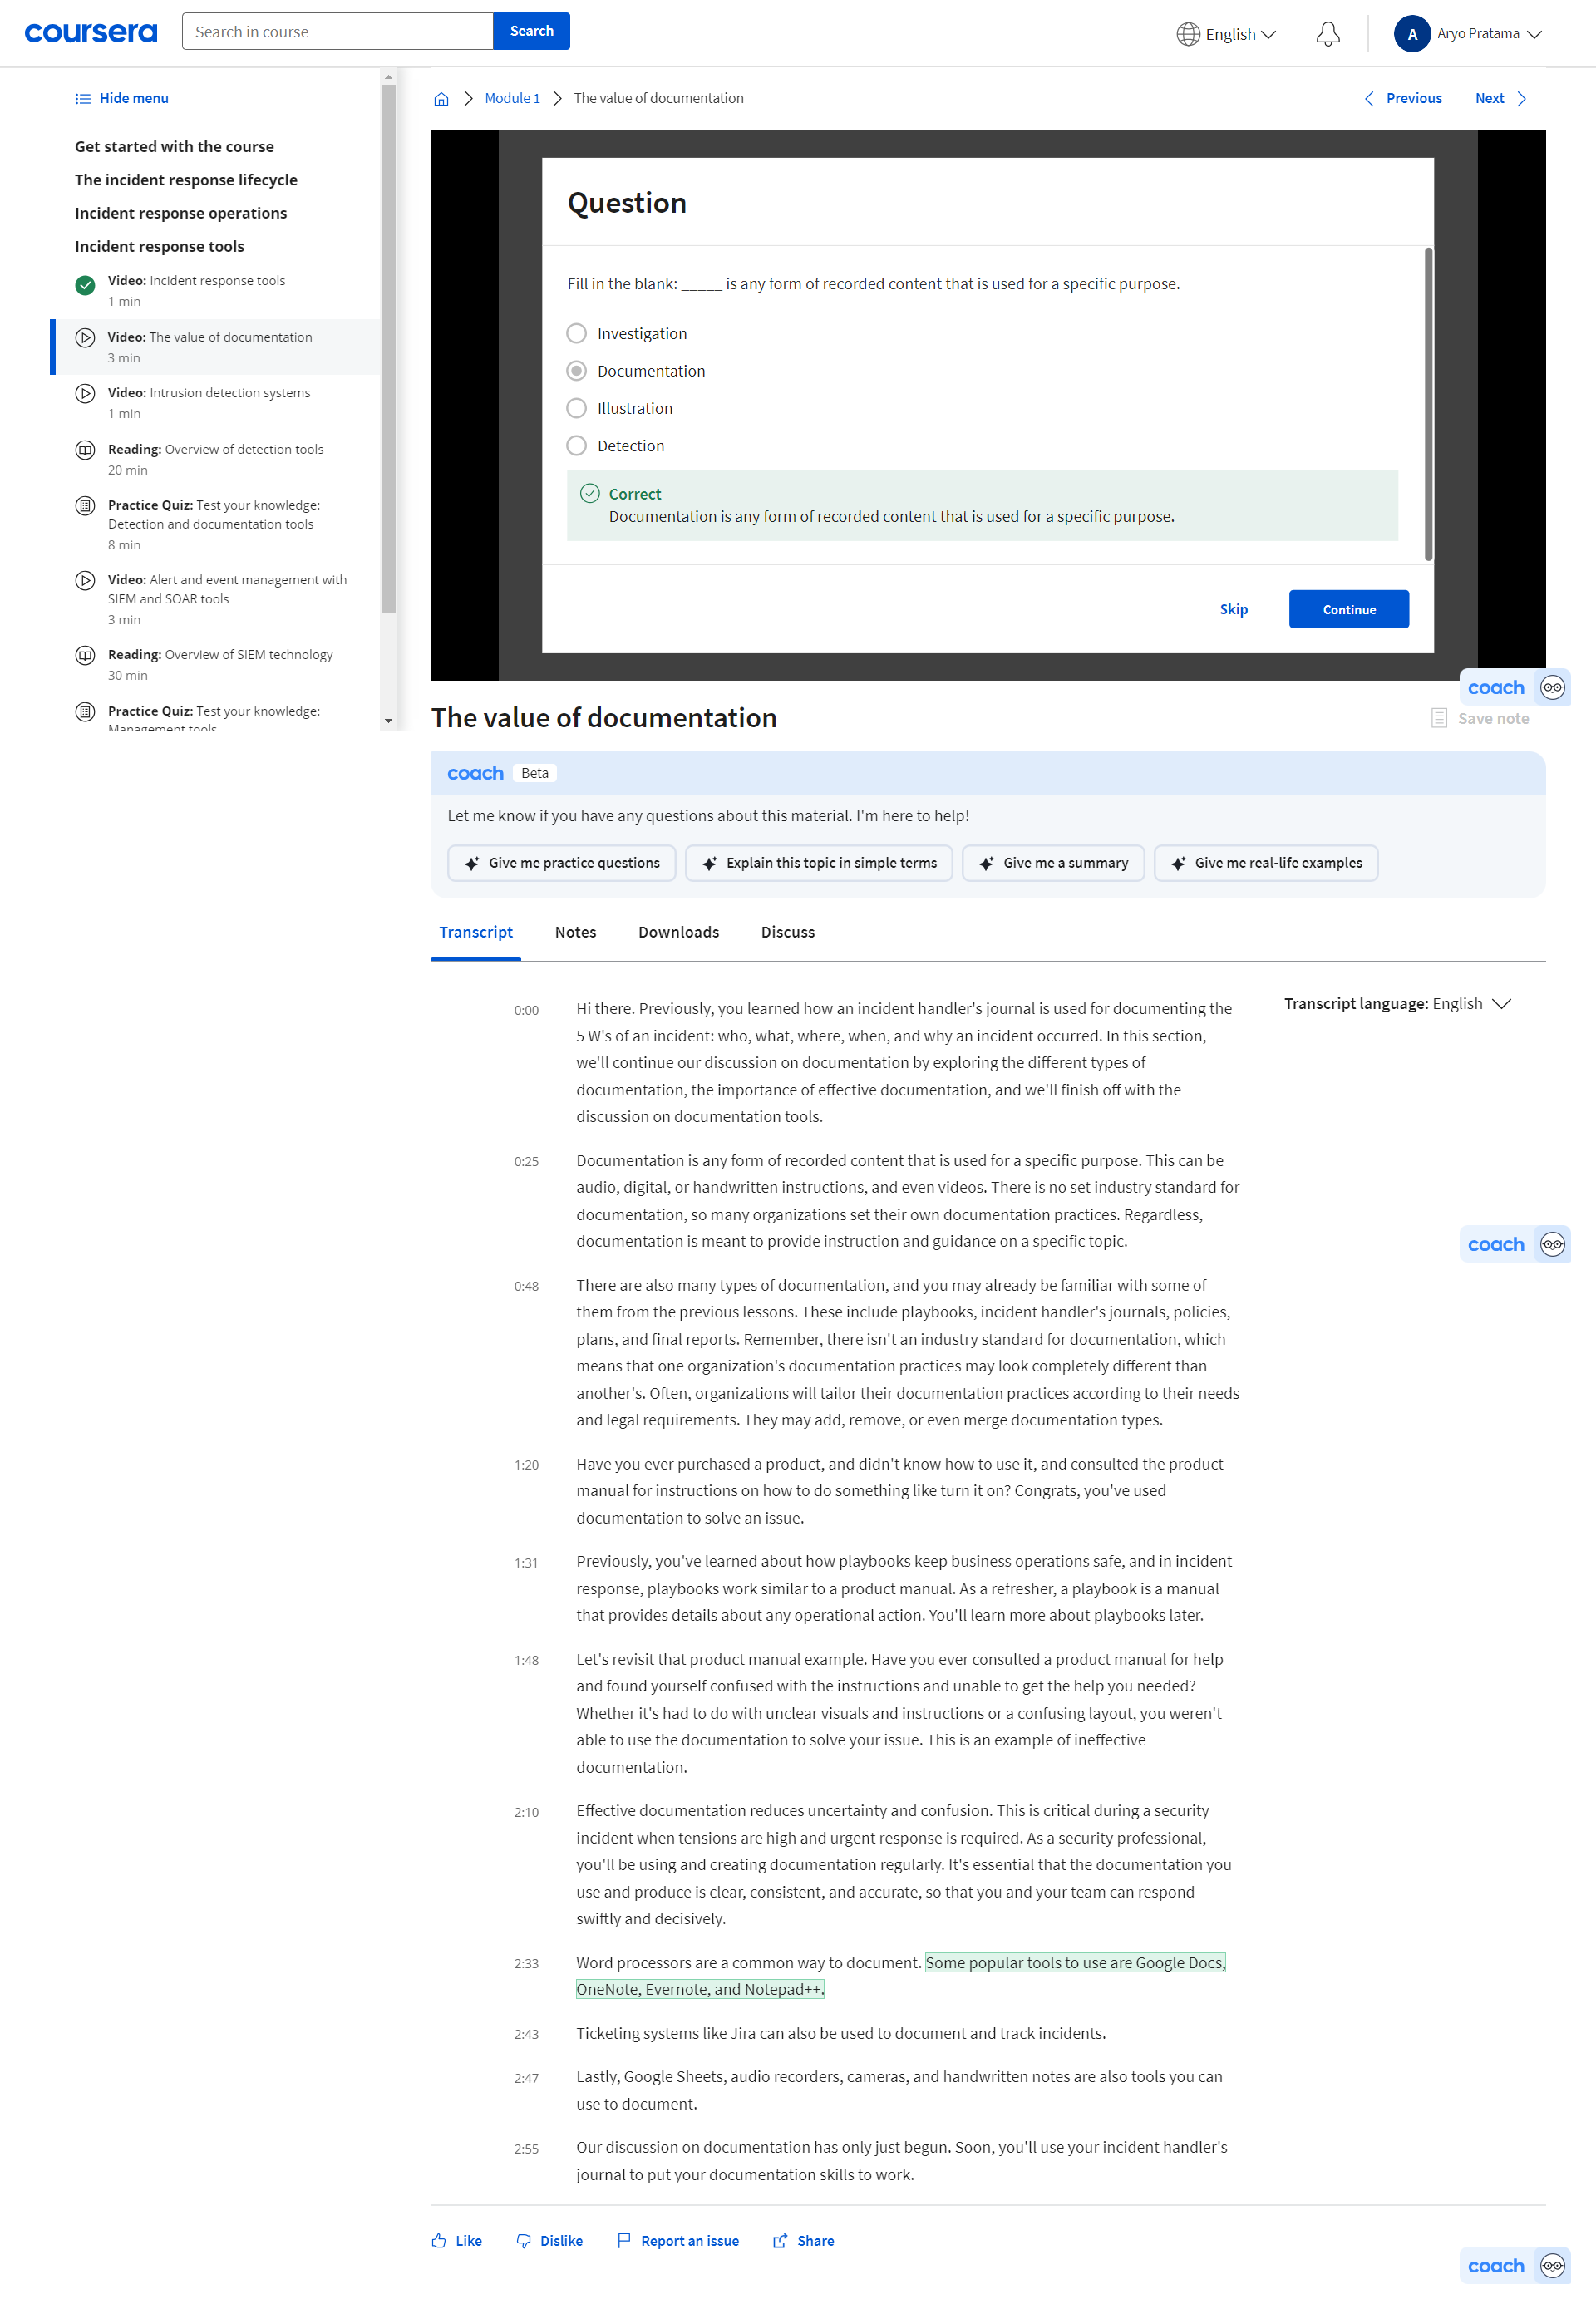 coursera
Search in course
Search
English
A
Aryo Pratama
Hide menu
Get started with the course
The incident response lifecycle
Incident response operations
Incident response tools
Video: Incident response tools
1 min
Video: The value of documentation
3 min
Video: Intrusion detection systems
1 min
Reading: Overview of detection tools
20 min
Practice Quiz: Test your knowledge:
Detection and documentation tools
8 min
Video: Alert and event management with
SIEM and SOAR tools
3 min
Reading: Overview of SIEM technology
30 min
Practice Quiz: Test your knowledge:
Management tools
Module 1
The value of documentation
Previous
Next
Question
Fill in the blank: _____ is any form of recorded content that is used for a specific purpose.
Investigation
Documentation
Illustration
Detection
Correct
Documentation is any form of recorded content that is used for a specific purpose.
Skip
Continue
coach
The value of documentation
Save note
coach Beta
Let me know if you have any questions about this material. I'm here to help!
Give me practice questions
Explain this topic in simple terms
Give me a summary
Give me real-life examples
Transcript
Notes
Downloads
Discuss
Transcript language: English
0:00
Hi there. Previously, you learned how an incident handler's journal is used for documenting the
5 W's of an incident: who, what, where, when, and why an incident occurred. In this section,
we'll continue our discussion on documentation by exploring the different types of
documentation, the importance of effective documentation, and we'll finish off with the
discussion on documentation tools.
0:25
Documentation is any form of recorded content that is used for a specific purpose. This can be
audio, digital, or handwritten instructions, and even videos. There is no set industry standard for
documentation, so many organizations set their own documentation practices. Regardless,
documentation is meant to provide instruction and guidance on a specific topic.
coach
0:48
There are also many types of documentation, and you may already be familiar with some of
them from the previous lessons. These include playbooks, incident handler's journals, policies,
plans, and final reports. Remember, there isn't an industry standard for documentation, which
means that one organization's documentation practices may look completely different than
another's. Often, organizations will tailor their documentation practices according to their needs
and legal requirements. They may add, remove, or even merge documentation types.
1:20
Have you ever purchased a product, and didn't know how to use it, and consulted the product
manual for instructions on how to do something like turn it on? Congrats, you've used
documentation to solve an issue.
1:31
Previously, you've learned about how playbooks keep business operations safe, and in incident
response, playbooks work similar to a product manual. As a refresher, a playbook is a manual
that provides details about any operational action. You'll learn more about playbooks later.
1:48
Let's revisit that product manual example. Have you ever consulted a product manual for help
and found yourself confused with the instructions and unable to get the help you needed?
Whether it's had to do with unclear visuals and instructions or a confusing layout, you weren't
able to use the documentation to solve your issue. This is an example of ineffective
documentation.
2:10
Effective documentation reduces uncertainty and confusion. This is critical during a security
incident when tensions are high and urgent response is required. As a security professional,
you'll be using and creating documentation regularly. It's essential that the documentation you
use and produce is clear, consistent, and accurate, so that you and your team can respond
swiftly and decisively.
2:33
Word processors are a common way to document. Some popular tools to use are Google Docs,
OneNote, Evernote, and Notepad++.
2:43
Ticketing systems like Jira can also be used to document and track incidents.
2:47
Lastly, Google Sheets, audio recorders, cameras, and handwritten notes are also tools you can
use to document.
2:55
Our discussion on documentation has only just begun. Soon, you'll use your incident handler's
journal to put your documentation skills to work.
Like
Dislike
Report an issue
Share
coach